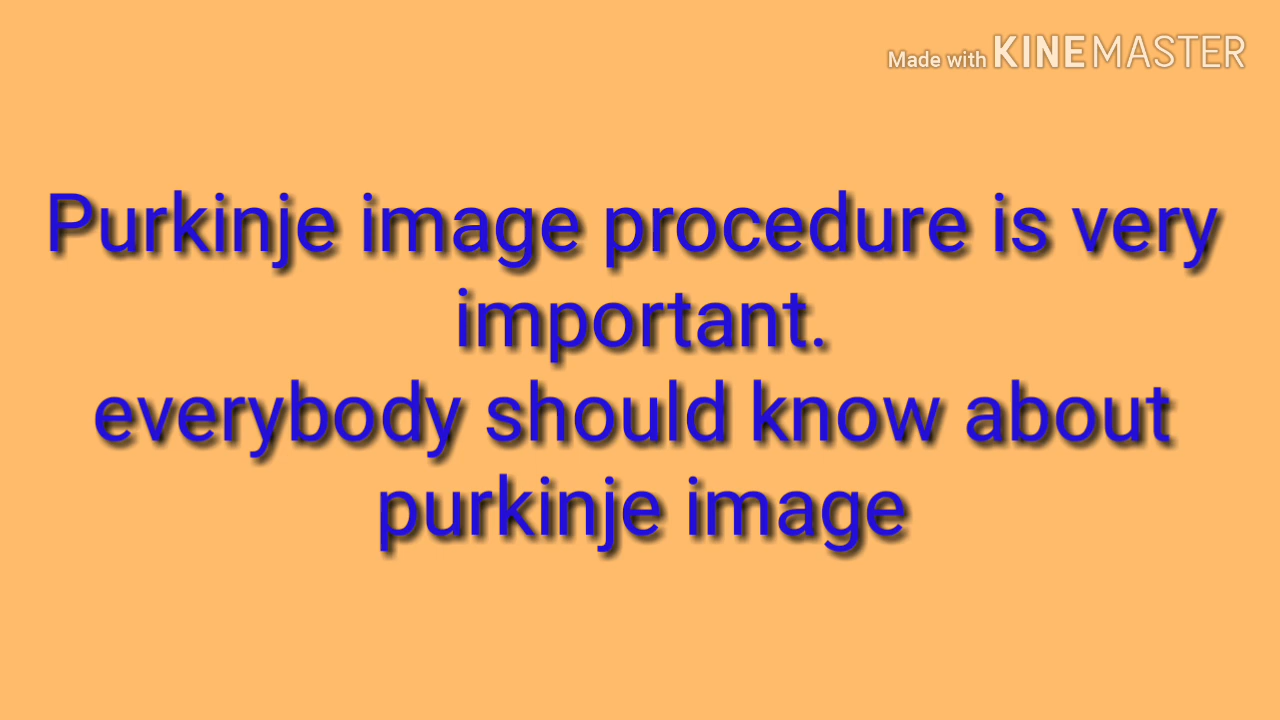 Made with KINEMASTER
Purkinje image procedure is very
important.
everybody should know about
purkinje image